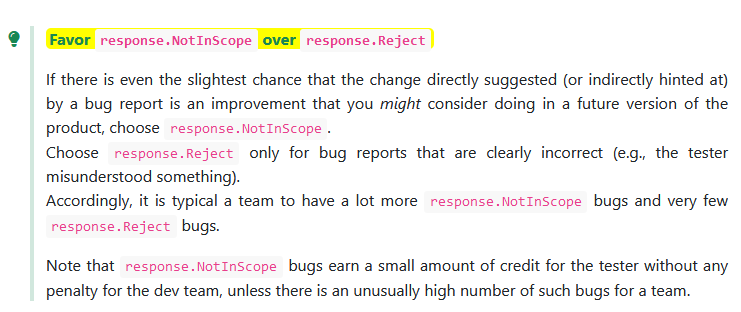 Favor response.NotInScope over response.Reject
If there is even the slightest chance that the change directly suggested (or indirectly hinted at)
by a bug report is an improvement that you might consider doing in a future version of the
product, choose response.NotInScope.
Choose response.Reject only for bug reports that are clearly incorrect (e.g., the tester
misunderstood something).
Accordingly, it is typical a team to have a lot more response.NotInScope bugs and very few
response.Reject bugs.
Note that response.NotInScope bugs earn a small amount of credit for the tester without any
penalty for the dev team, unless there is an unusually high number of such bugs for a team.